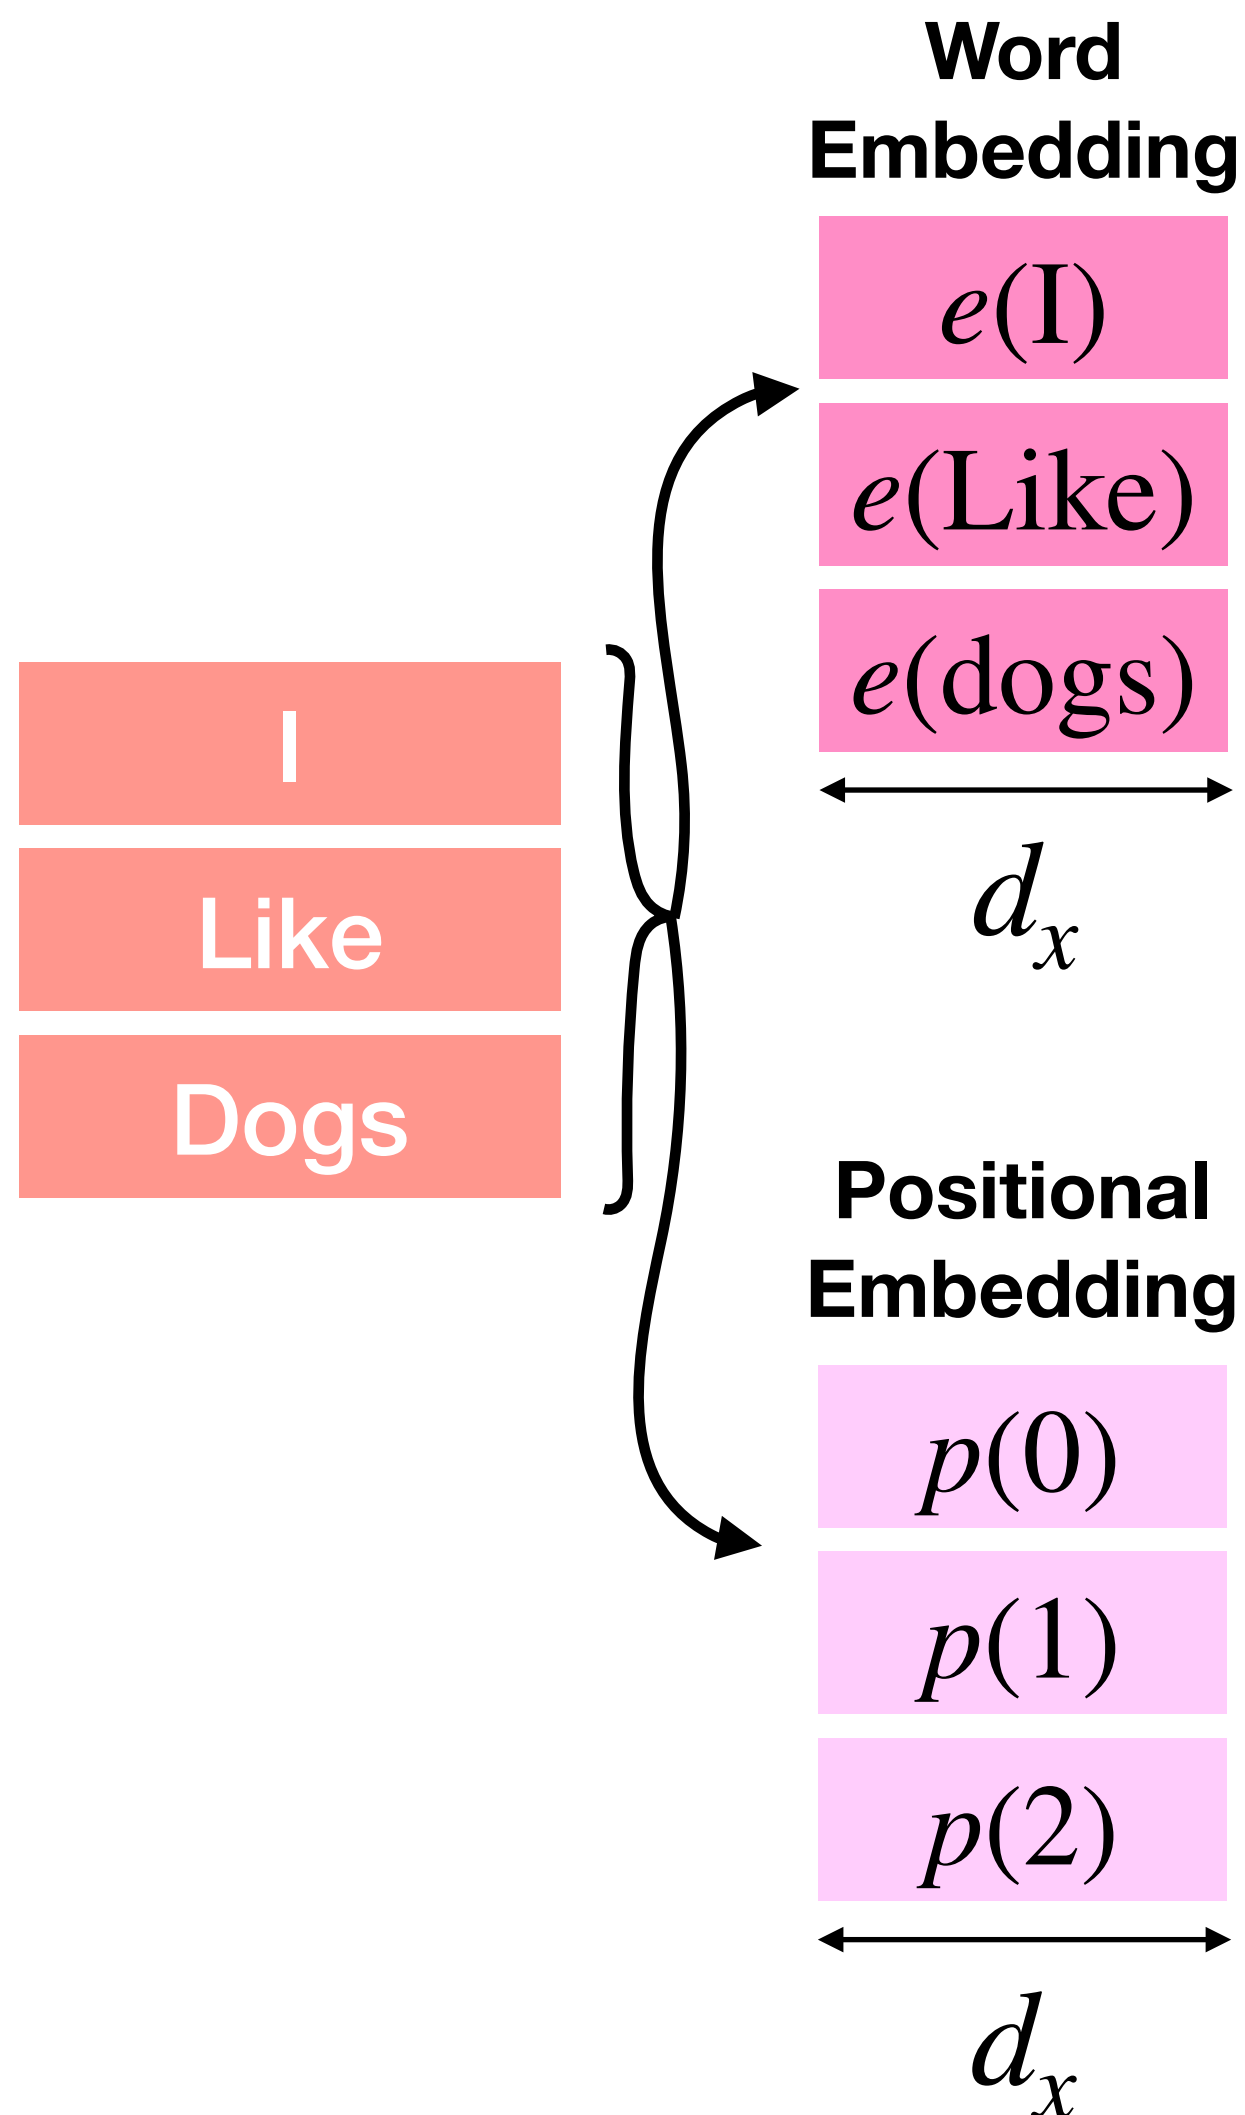 I
Like
Dogs
Word
Embedding
e(I)
e(Like)
e(dogs)
d_x
Positional
Embedding
p(0)
p(1)
p(2)
d_x